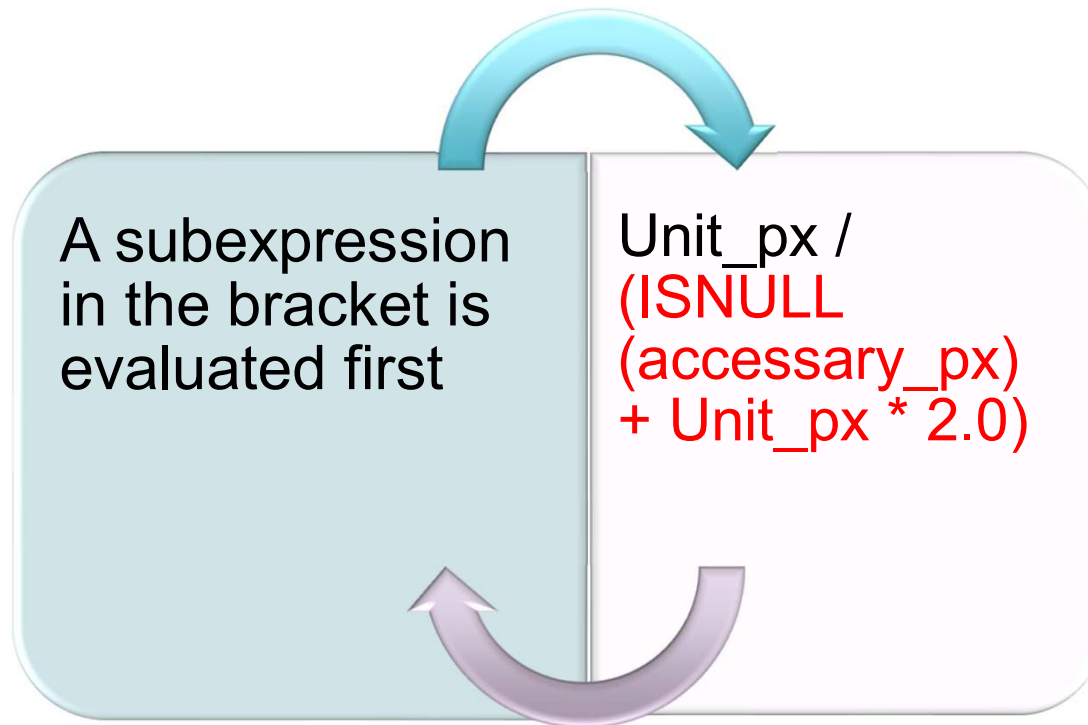 A subexpression
in the bracket is
evaluated first
Unit_px /
(ISNULL
(accessary_px)
+ Unit_px * 2.0)